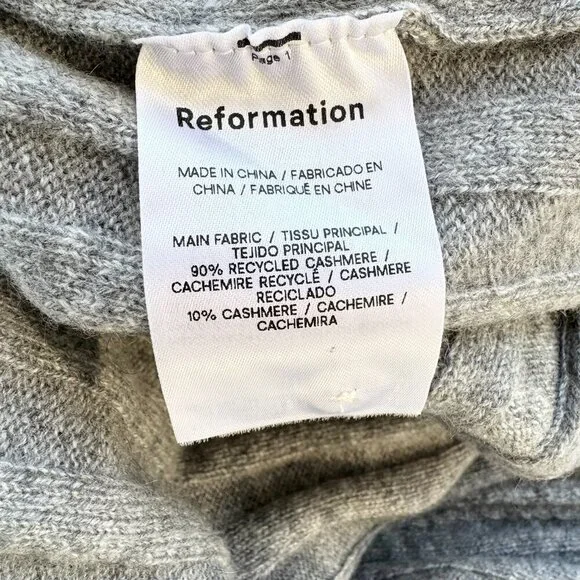 Page 1
Reformation
MADE IN CHINA / FABRICADO EN
CHINA / FABRIQUÉ EN CHINE
MAIN FABRIC / TISSU PRINCIPAL /
TEJIDO PRINCIPAL
90% RECYCLED CASHMERE /
CACHEMIRE RECYCLÉ / CASHMERE
RECICLADO
10% CASHMERE / CACHEMIRE /
CACHEMIRA